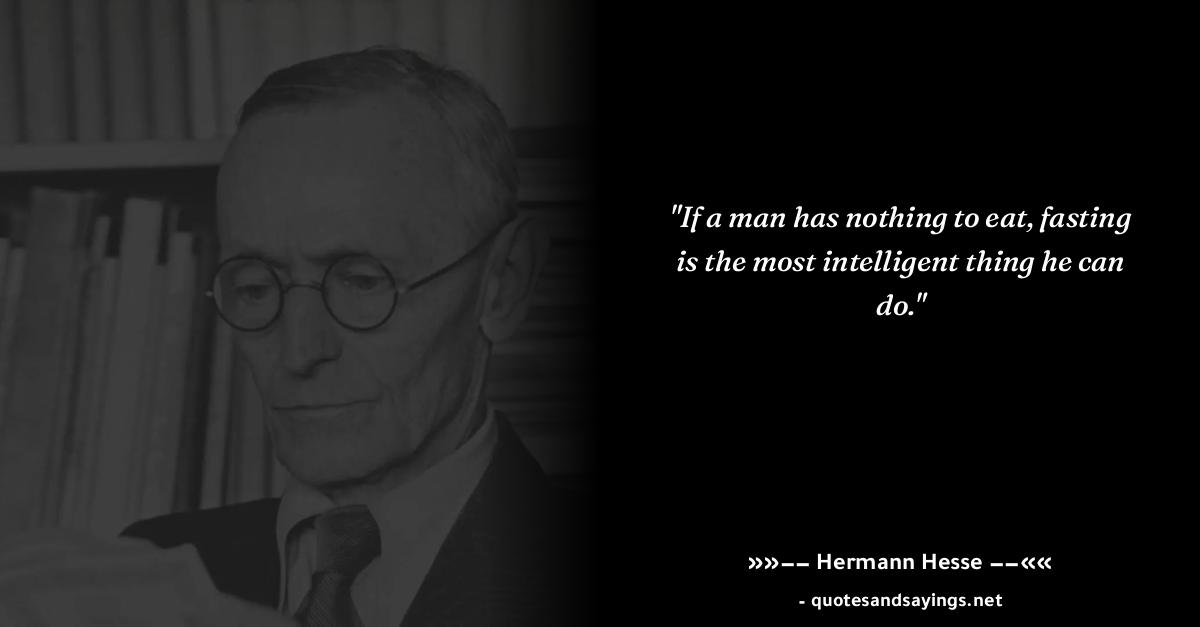 "If a man has nothing to eat, fasting
is the most intelligent thing he can
do."
»»−− Hermann Hesse −−««
- quotesandsayings.net